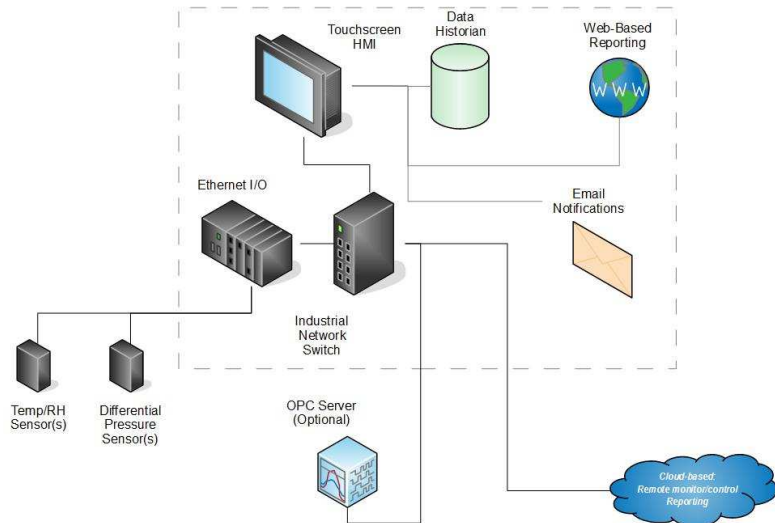 Touchscreen
HMI
Data
Historian
Web-Based
Reporting
W W W
Ethernet I/O
Email
Notifications
Industrial
Network
Switch
Temp/RH
Sensor(s)
Differential
Pressure
Sensor(s)
OPC Server
(Optional)
Cloud-based:
Remote monitor/control
Reporting